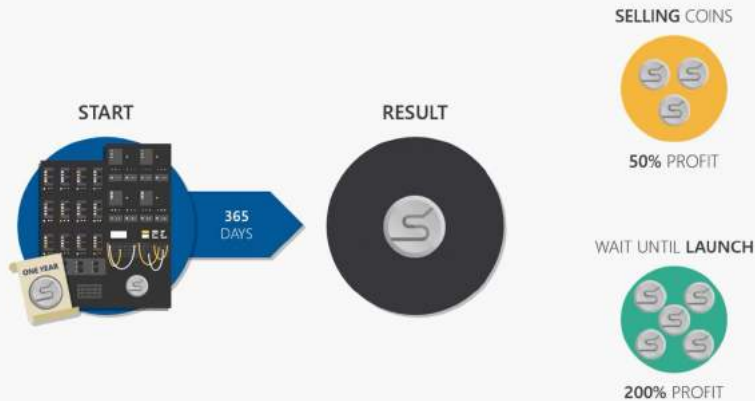 START
ONE YEAR
365
DAYS
RESULT
SELLING COINS
50% PROFIT
WAIT UNTIL LAUNCH
200% PROFIT